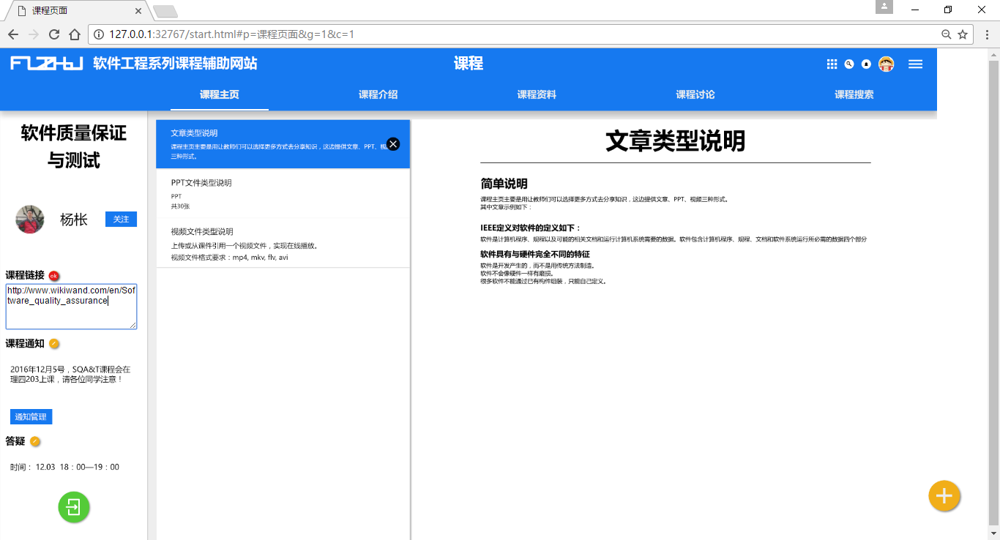 课程页面
127.0.0.1:32767/start.html#p=课程页面&g=1&c=1
软件工程系列课程辅助网站
课程
课程主页
课程介绍
课程资料
课程讨论
课程搜索
软件质量保证
与测试
杨枨
关注
课程链接
ok
http://www.wikiwand.com/en/Sof
tware_quality_assurance
课程通知
2016年12月5号，SQA&T课程会在
理四203上课，请各位同学注意！
通知管理
答疑
时间： 12.03 18：00—19：00
文章类型说明
课程主页主要是用让教师们可以选择更多方式去分享知识，这边提供文章、PPT、视
三种形式。
PPT文件类型说明
PPT
共30张
视频文件类型说明
上传或从课件引用一个视频文件，实现在线播放。
视频文件格式要求：mp4, mkv, flv, avi
文章类型说明
简单说明
课程主页主要是用让教师们可以选择更多方式去分享知识，这边提供文章、PPT、视频三种形式。
其中文章示例如下：
IEEE定义对软件的定义如下：
软件是计算机程序、规程以及可能的相关文档和运行计算机系统需要的数据。软件包含计算机程序、规程、文档和软件系统运行所必需的数据四个部分
软件具有与硬件完全不同的特征
软件是开发产生的，而不是用传统方法制造。
软件不会像硬件一样有磨损。
很多软件不能通过已有构件组装，只能自己定义。